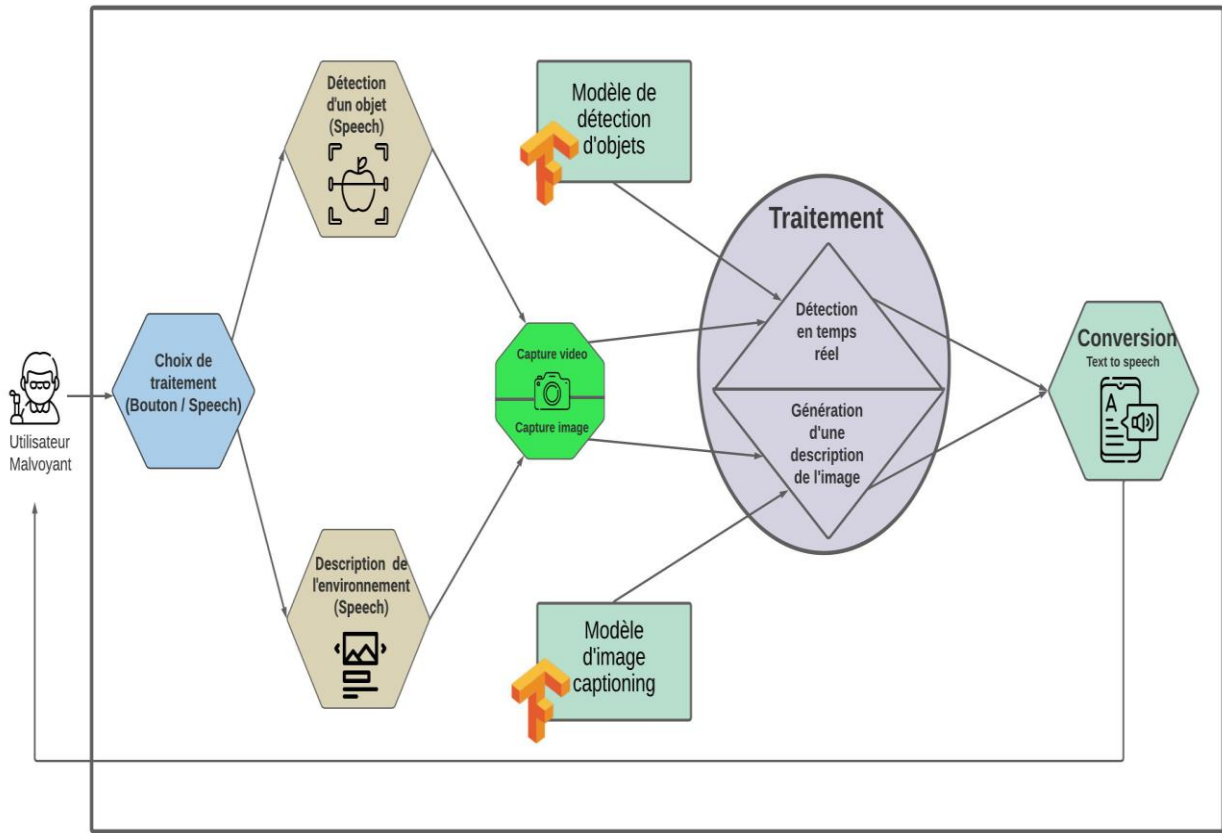 Utilisateur
Malvoyant
Choix de
traitement
(Bouton / Speech)
Détection
d'un objet
(Speech)
Description de
l'environnement
(Speech)
Capture video
Capture image
Modèle de
détection
d'objets
Modèle
d'image
captioning
Traitement
Détection
en temps
réel
Génération
d'une
description
de l'image
Conversion
Text to speech
A